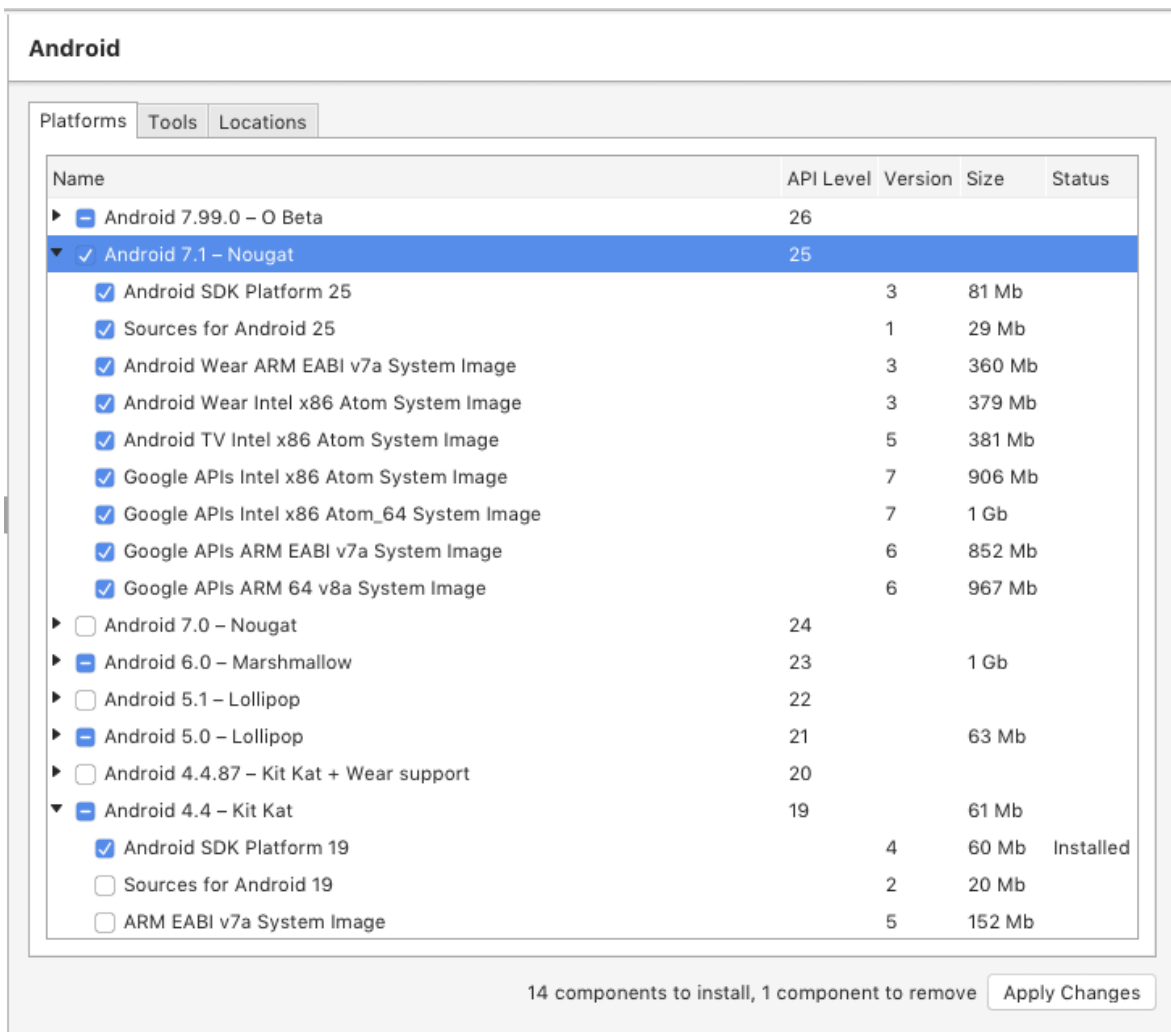 Android
Platforms Tools Locations
Name API Level Version Size Status
Android 7.99.0 – O Beta 26
Android 7.1 – Nougat 25
Android SDK Platform 25 3 81 Mb
Sources for Android 25 1 29 Mb
Android Wear ARM EABI v7a System Image 3 360 Mb
Android Wear Intel x86 Atom System Image 3 379 Mb
Android TV Intel x86 Atom System Image 5 381 Mb
Google APIs Intel x86 Atom System Image 7 906 Mb
Google APIs Intel x86 Atom_64 System Image 7 1 Gb
Google APIs ARM EABI v7a System Image 6 852 Mb
Google APIs ARM 64 v8a System Image 6 967 Mb
Android 7.0 – Nougat 24
Android 6.0 – Marshmallow 23 1 Gb
Android 5.1 – Lollipop 22
Android 5.0 – Lollipop 21 63 Mb
Android 4.4.87 – Kit Kat + Wear support 20
Android 4.4 – Kit Kat 19 61 Mb
Android SDK Platform 19 4 60 Mb Installed
Sources for Android 19 2 20 Mb
ARM EABI v7a System Image 5 152 Mb
14 components to install, 1 component to remove Apply Changes